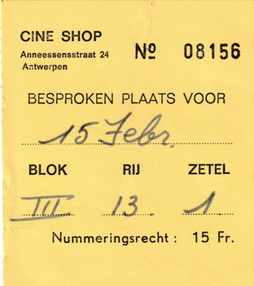 CINE SHOP
Anneessensstraat 24
Antwerpen
№ 08156
BESPROKEN PLAATS VOOR
15 Febr.
BLOK RIJ ZETEL
III 13. 1.
Nummeringsrecht : 15 Fr.